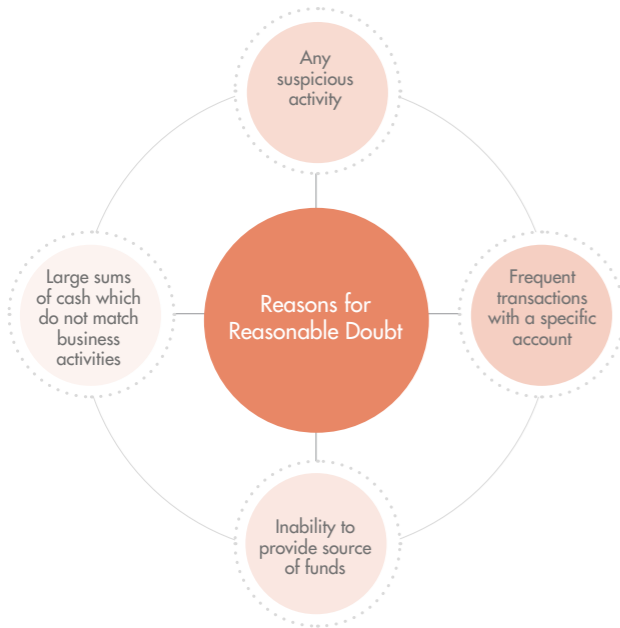 Any
suspicious
activity
Large sums
of cash which
do not match
business
activities
Reasons for
Reasonable Doubt
Frequent
transactions
with a specific
account
Inability to
provide source
of funds